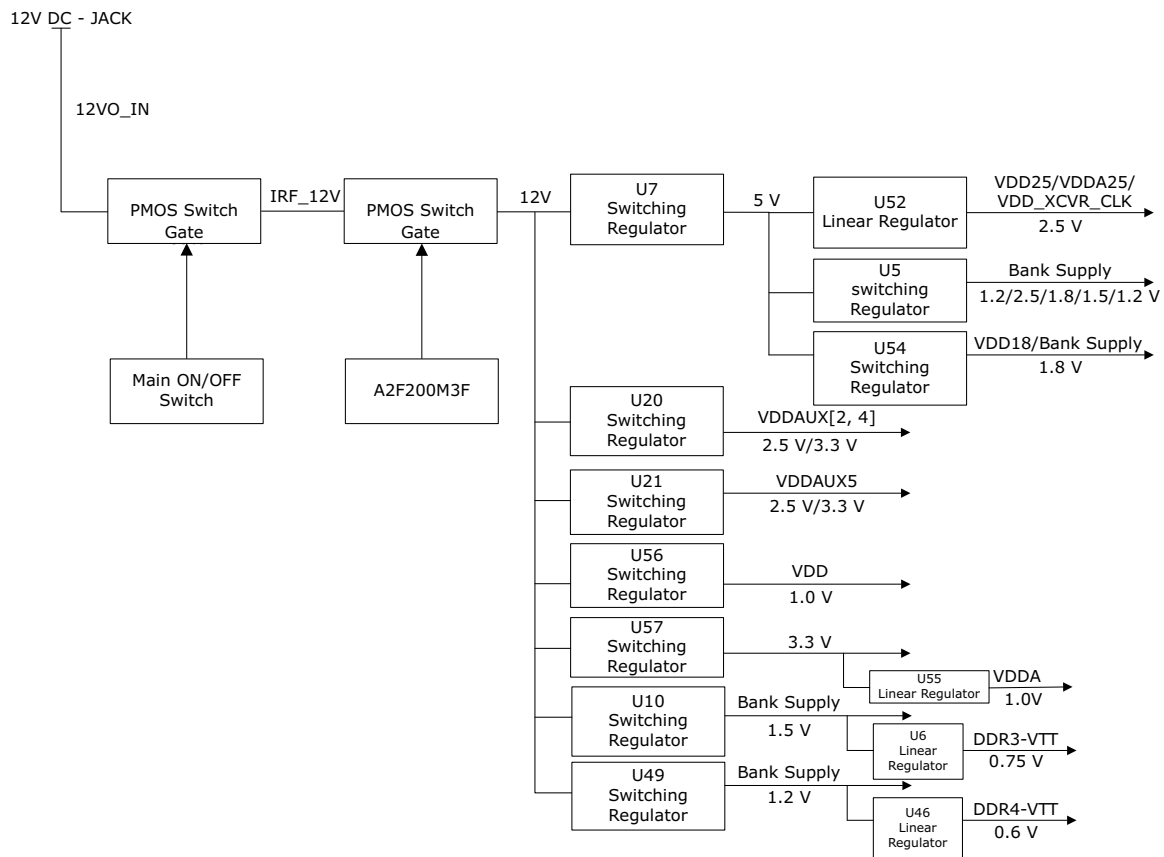 12V DC - JACK
12VO_IN
PMOS Switch
Gate
IRF_12V
PMOS Switch
Gate
12V
Main ON/OFF
Switch
A2F200M3F
U7
Switching
Regulator
5 V
U52
Linear Regulator
VDD25/VDDA25/
VDD_XCVR_CLK
2.5 V
U5
switching
Regulator
Bank Supply
1.2/2.5/1.8/1.5/1.2 V
U54
Switching
Regulator
VDD18/Bank Supply
1.8 V
U20
Switching
Regulator
VDDAUX[2, 4]
2.5 V/3.3 V
U21
Switching
Regulator
VDDAUX5
2.5 V/3.3 V
U56
Switching
Regulator
VDD
1.0 V
U57
Switching
Regulator
3.3 V
U55
Linear Regulator
VDDA
1.0V
U10
Switching
Regulator
Bank Supply
1.5 V
U6
Linear
Regulator
DDR3-VTT
0.75 V
U49
Switching
Regulator
Bank Supply
1.2 V
U46
Linear
Regulator
DDR4-VTT
0.6 V